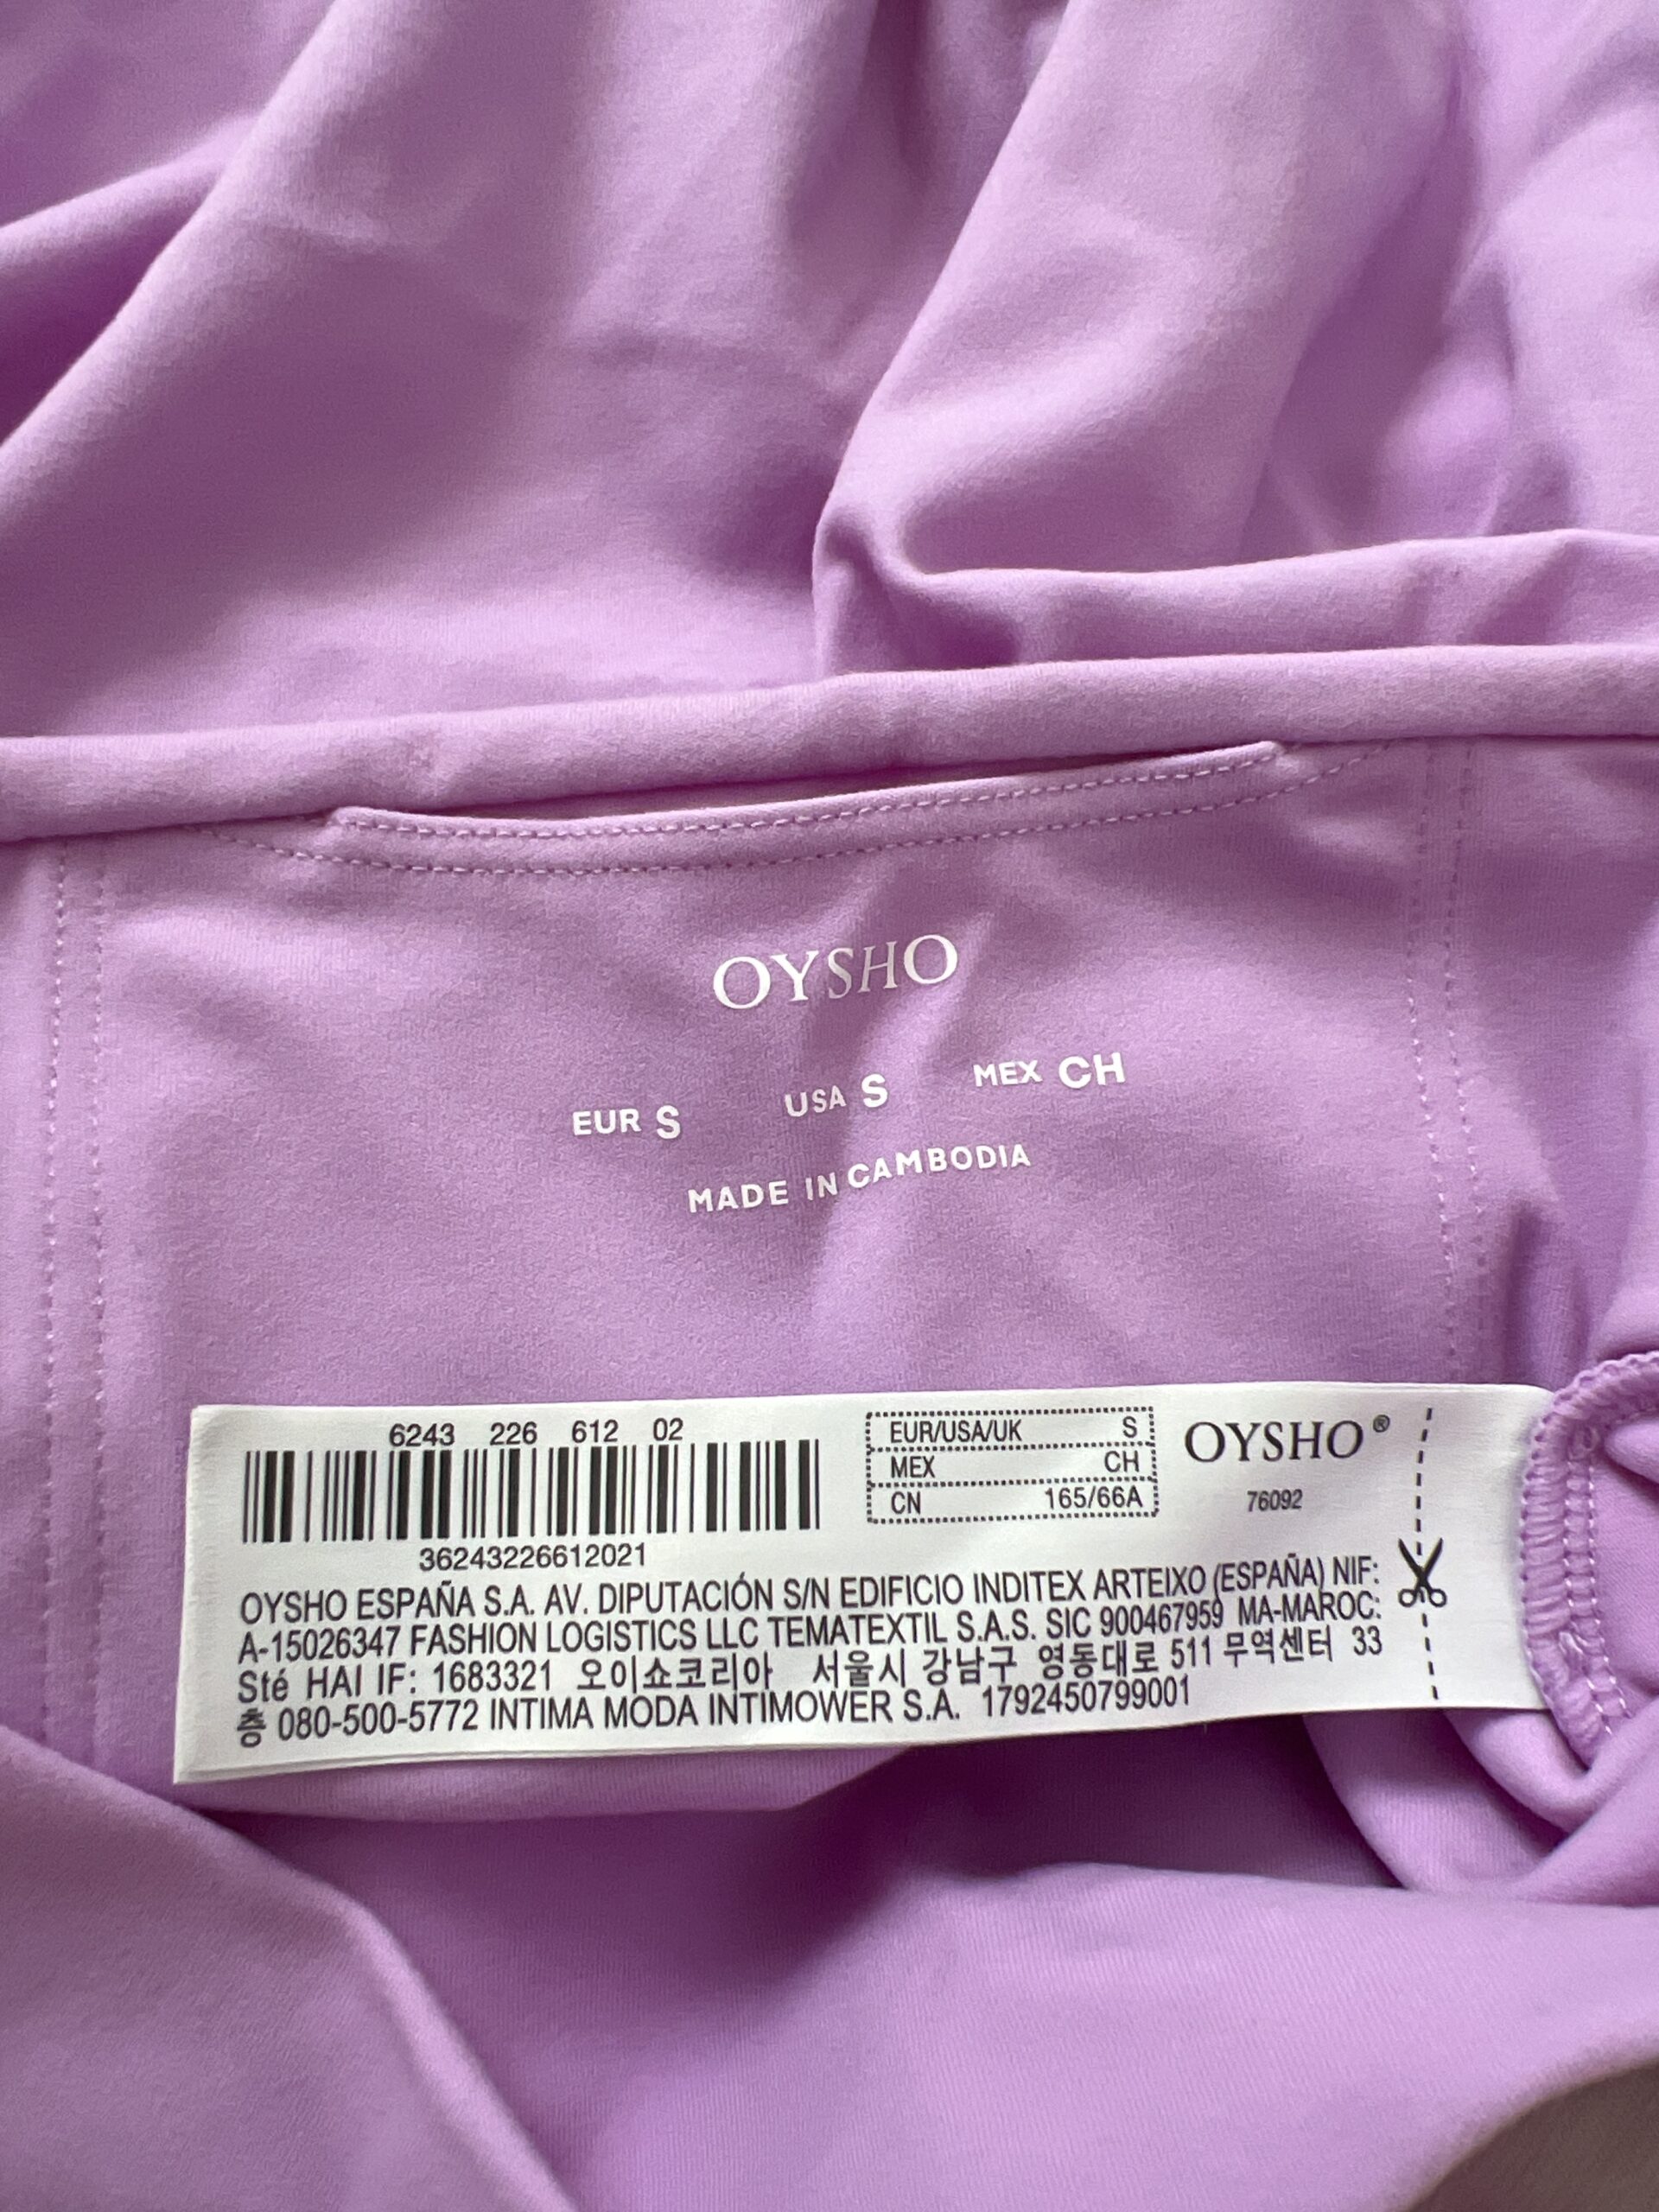 OYSHO
EUR S USA S MEX CH
MADE IN CAMBODIA
6243 226 612 02
36243226612021
EUR/USA/UK S
MEX CH
CN 165/66A
OYSHO®
76092
OYSHO ESPAÑA S.A. AV. DIPUTACIÓN S/N EDIFICIO INDITEX ARTEIXO (ESPAÑA) NIF:
A-15026347 FASHION LOGISTICS LLC TEMATEXTIL S.A.S. SIC 900467959 MA-MAROC:
Sté HAI IF: 1683321 오이쇼코리아 서울시 강남구 영동대로 511 무역센터 33
층 080-500-5772 INTIMA MODA INTIMOWER S.A. 1792450799001